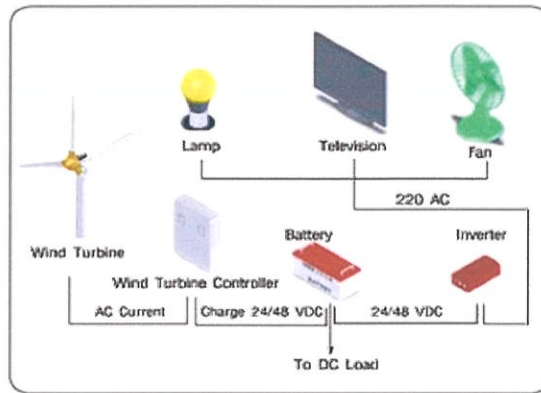 Lamp
Television
Fan
220 AC
Wind Turbine
Battery
Inverter
Wind Turbine Controller
AC Current
Charge 24/48 VDC
24/48 VDC
To DC Load